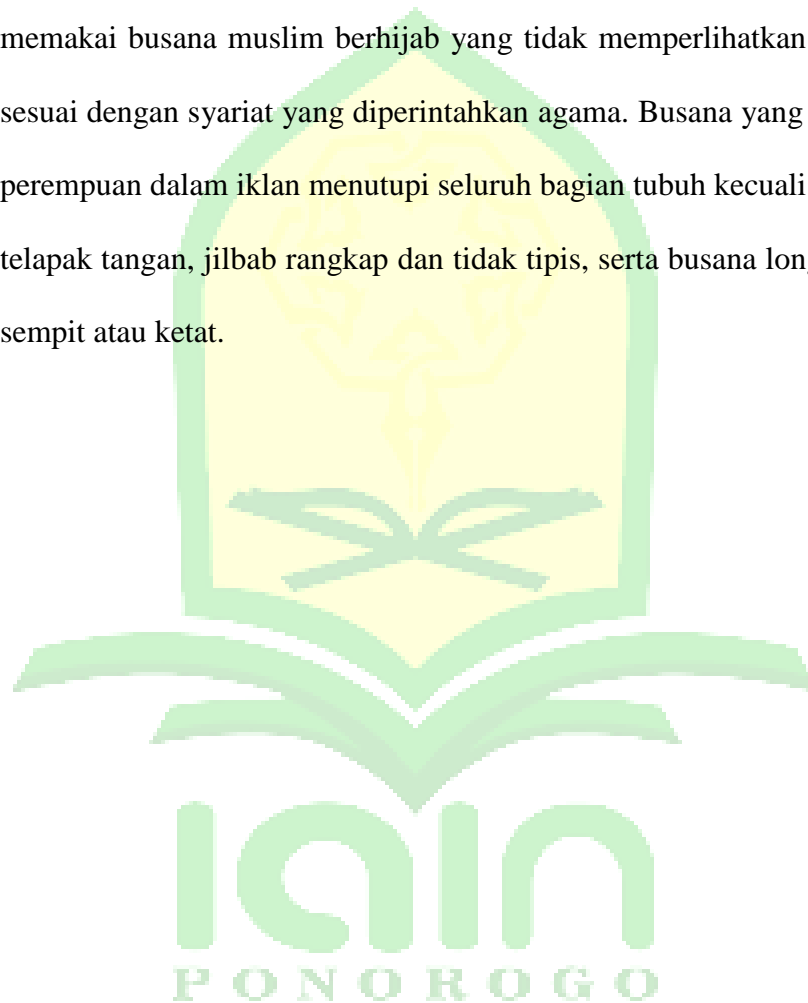 memakai busana muslim berhijab yang tidak memperlihatkan
sesuai dengan syariat yang diperintahkan agama. Busana yang
perempuan dalam iklan menutupi seluruh bagian tubuh kecuali
telapak tangan, jilbab rangkap dan tidak tipis, serta busana
sempit atau ketat.
iain
PONOROGO